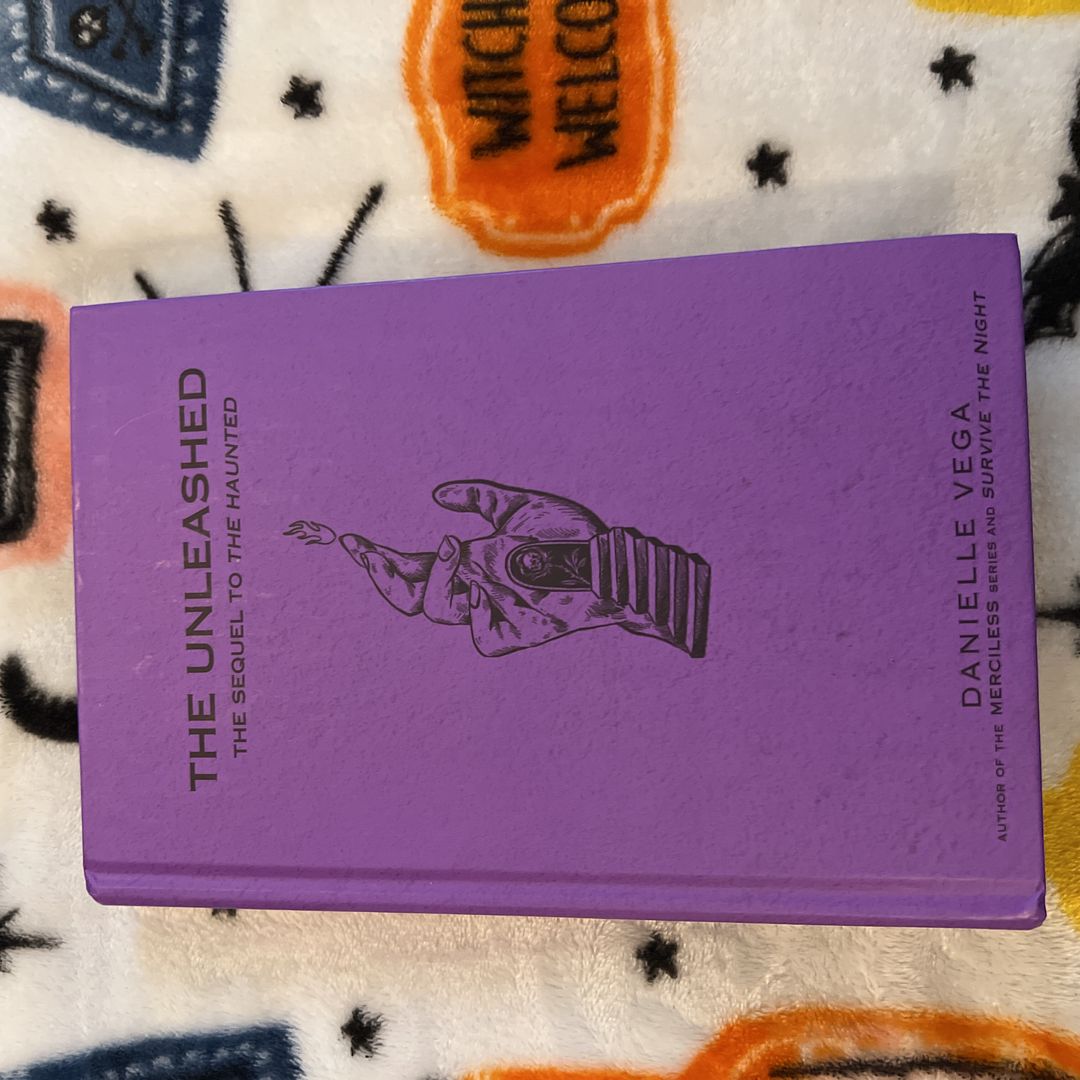 WELCO
THE UNLEASHED
THE SEQUEL TO THE HAUNTED
DANIELLE VEGA
AUTHOR OF THE MERCILESS SERIES AND SURVIVE THE NIGHT